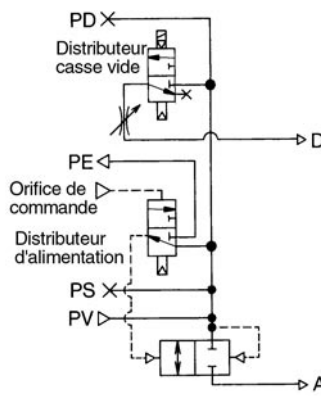 PD
Distributeur
casse vide
D
PE
Orifice de
commande
Distributeur
d'alimentation
PS
PV
A